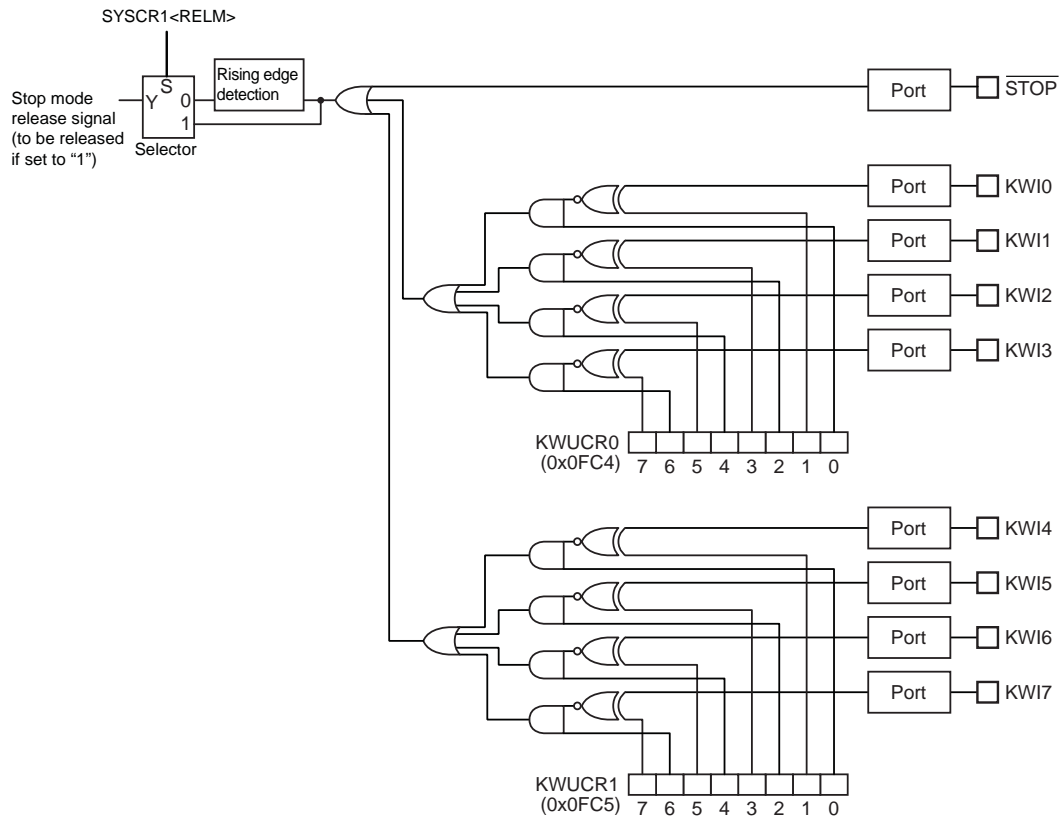 SYSCR1<RELM>
Stop mode
release signal
(to be released
if set to “1”)
S
Y
0
1
Selector
Rising edge
detection
Port
STOP
Port
KWI0
Port
KWI1
Port
KWI2
Port
KWI3
KWUCR0
(0x0FC4)
7 6 5 4 3 2 1 0
Port
KWI4
Port
KWI5
Port
KWI6
Port
KWI7
KWUCR1
(0x0FC5)
7 6 5 4 3 2 1 0